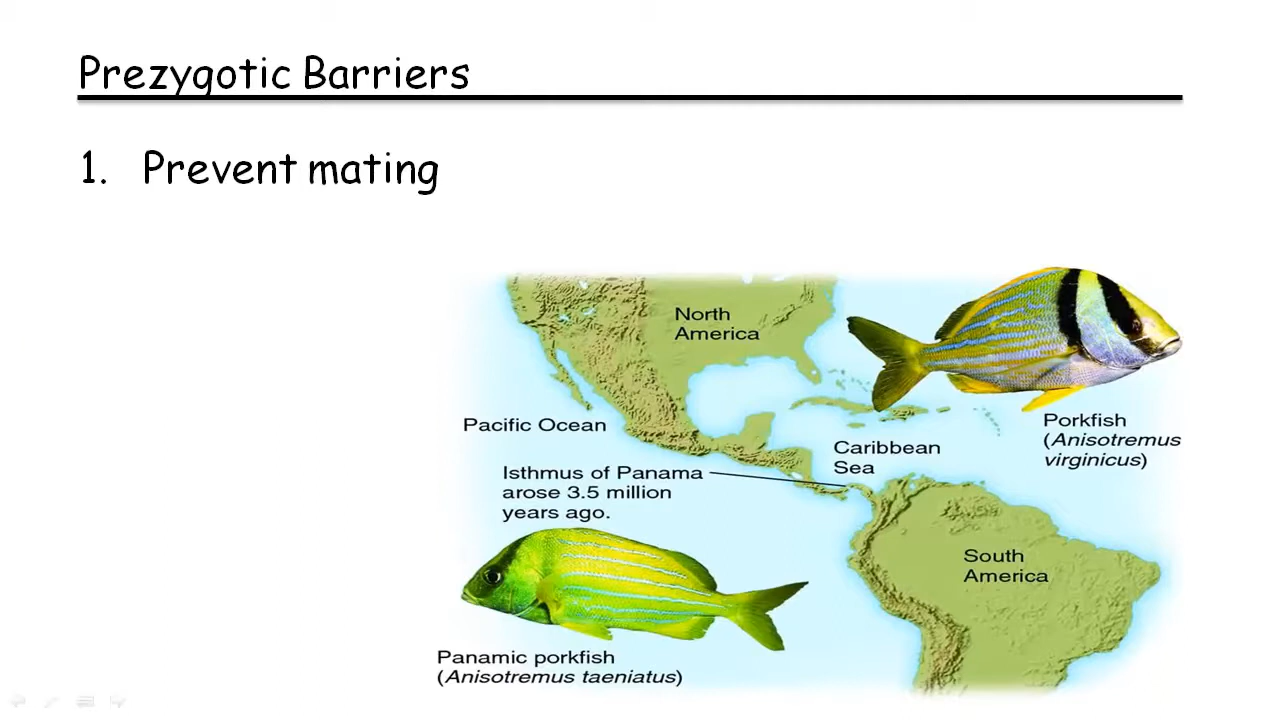 Prezygotic Barriers
1. Prevent mating
North
America
Pacific Ocean
Caribbean
Sea
Porkfish
(Anisotremus
virginicus)
Isthmus of Panama
arose 3.5 million
years ago.
South
America
Panamic porkfish
(Anisotremus taeniatus)